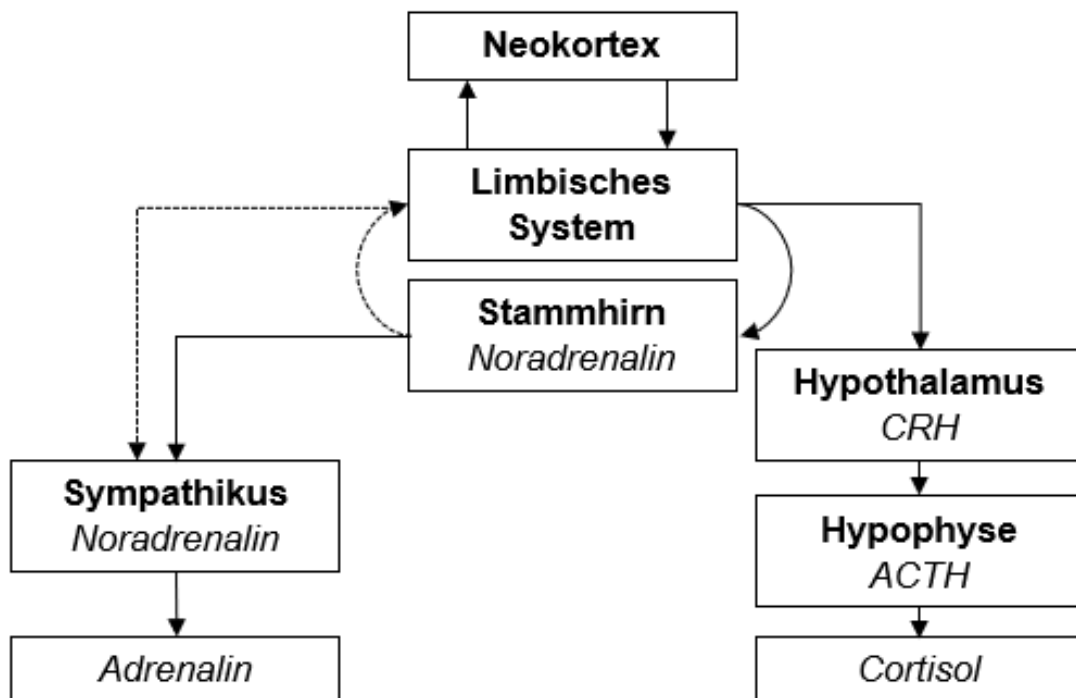 Neokortex
Limbisches
System
Stammhirn
Noradrenalin
Hypothalamus
CRH
Sympathikus
Noradrenalin
Hypophyse
ACTH
Adrenalin
Cortisol